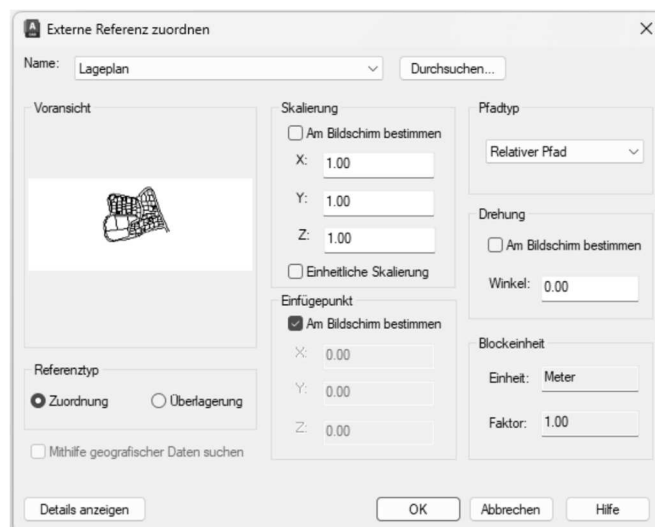 Externe Referenz zuordnen
Name: Lageplan Durchsuchen...
Voransicht
Referenztyp
Zuordnung Überlagerung
Mithilfe geografischer Daten suchen
Skalierung
Am Bildschirm bestimmen
X: 1.00
Y: 1.00
Z: 1.00
Einheitliche Skalierung
Einfügepunkt
Am Bildschirm bestimmen
X: 0.00
Y: 0.00
Z: 0.00
Pfadtyp
Relativer Pfad
Drehung
Am Bildschirm bestimmen
Winkel: 0.00
Blockeinheit
Einheit: Meter
Faktor: 1.00
Details anzeigen OK Abbrechen Hilfe